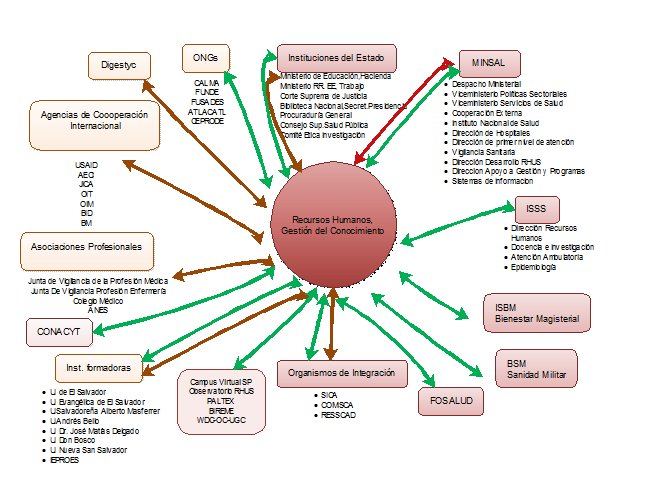 Digestyc
ONGs
CALMA
FUNDE
FUSADES
ATLACATL
CEPRODE
Instituciones del Estado
Ministerio de Educación,Hacienda
Ministerio RR. EE, Trabajo
Corte Suprema de Justicia
Biblioteca Nacional,Secret.Presidencia
Procuraduría General
Consejo Sup.Salud Pública
Comité Etica Investigación
MINSAL
• Despacho Ministerial
• Viceministerio Políticas Sectoriales
• Viceministerio Servicios de Salud
• Cooperación Externa
• Instituto Nacional de Salud
• Dirección de Hospitales
• Dirección de primer nivel de atención
• Vigilancia Sanitaria
• Dirección Desarrollo RHUS
• Direccion Apoyo a Gestión y Programas
• Sistemas de información
Agencias de Coooperación
Internacional
USAID
AECI
JICA
OIT
OIM
BID
BM
Recursos Humanos,
Gestión del Conocimiento
ISSS
• Dirección Recursos
Humanos
• Docencia e investigación
• Atención Ambulatoria
• Epidemiología
Asociaciones Profesionales
Junta de Vigilancia de la Profesión Médica
Junta De Vigilancia Profesión Enfermería
Colegio Médico
ANES
ISBM
Bienestar Magisterial
CONACYT
BSM
Sanidad Militar
Inst. formadoras
• U de El Salvador
• U Evangélica de El Salvador
• USalvadoreña Alberto Masferrer
• UAndrés Bello
• U Dr. José Matías Delgado
• U Don Bosco
• U Nueva San Salvador
• IEPROES
Campus Virtual SP
Observatorio RHUS
PALTEX
BIREME
WDG-OC-UGC
Organismos de Integración
• SICA
• COMSCA
• RESSCAD
FOSALUD